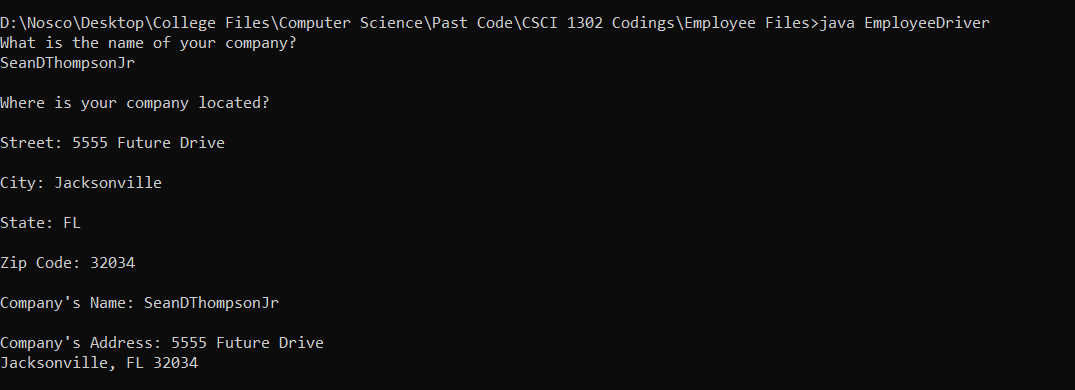 D:\Nosco\Desktop\College Files\Computer Science\Past Code\CSCI 1302 Codings\Employee Files>java EmployeeDriver
What is the name of your company?
SeanDThompsonJr
Where is your company located?
Street: 5555 Future Drive
City: Jacksonville
State: FL
Zip Code: 32034
Company's Name: SeanDThompsonJr
Company's Address: 5555 Future Drive
Jacksonville, FL 32034